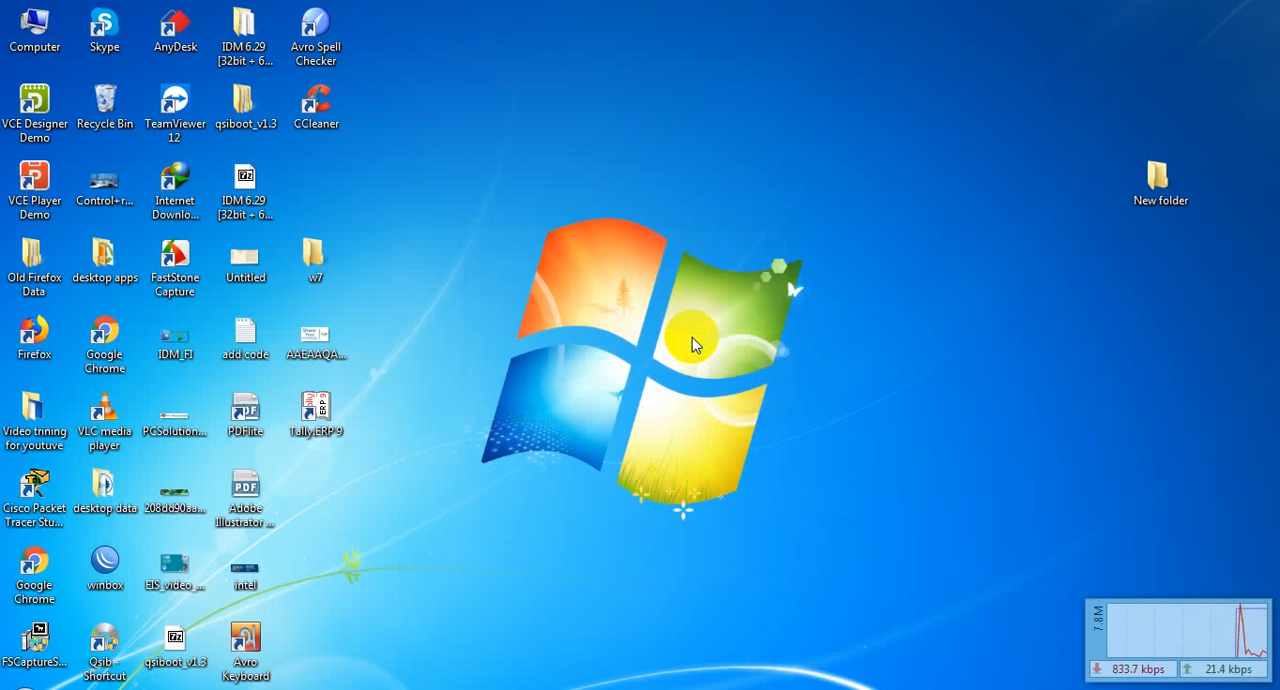 Computer
Skype
AnyDesk
IDM 6.29
[32bit + 6...
Avro Spell
Checker
VCE Designer
Demo
Recycle Bin
TeamViewer
12
qsiboot_v1.3
CCleaner
VCE Player
Demo
Control+r...
Internet
Downlo...
IDM 6.29
[32bit + 6...
New folder
Old Firefox
Data
desktop apps
FastStone
Capture
Untitled
w7
Firefox
Google
Chrome
IDM_FI
add code
AAEAAQA...
Video trining
for youtuve
VLC media
player
PCSolution...
PDFlite
Tally.ERP 9
Cisco Packet
Tracer Stu...
desktop data
208dd90aa...
Adobe
Illustrator ...
Google
Chrome
winbox
EIS_video_...
intel
FSCaptureS...
Qsib -
Shortcut
qsiboot_v1.3
Avro
Keyboard
7.8M
833.7 kbps
21.4 kbps